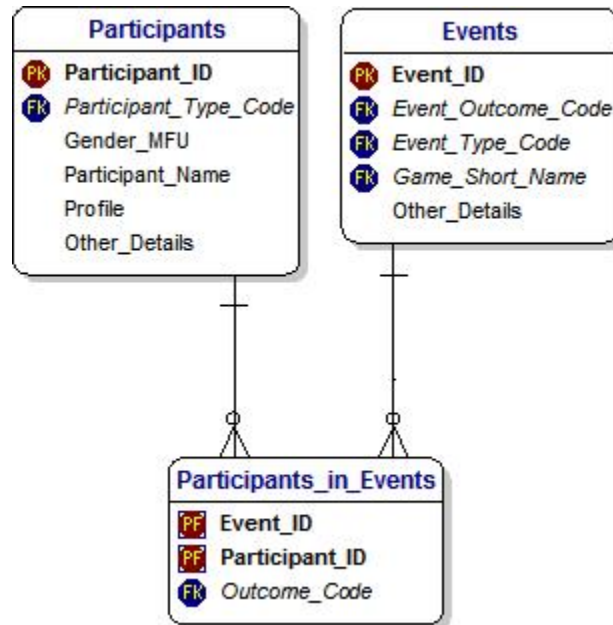 Participants
PK Participant_ID
FK Participant_Type_Code
Gender_MFU
Participant_Name
Profile
Other_Details
Events
PK Event_ID
FK Event_Outcome_Code
FK Event_Type_Code
FK Game_Short_Name
Other_Details
Participants_in_Events
PF Event_ID
PF Participant_ID
FK Outcome_Code